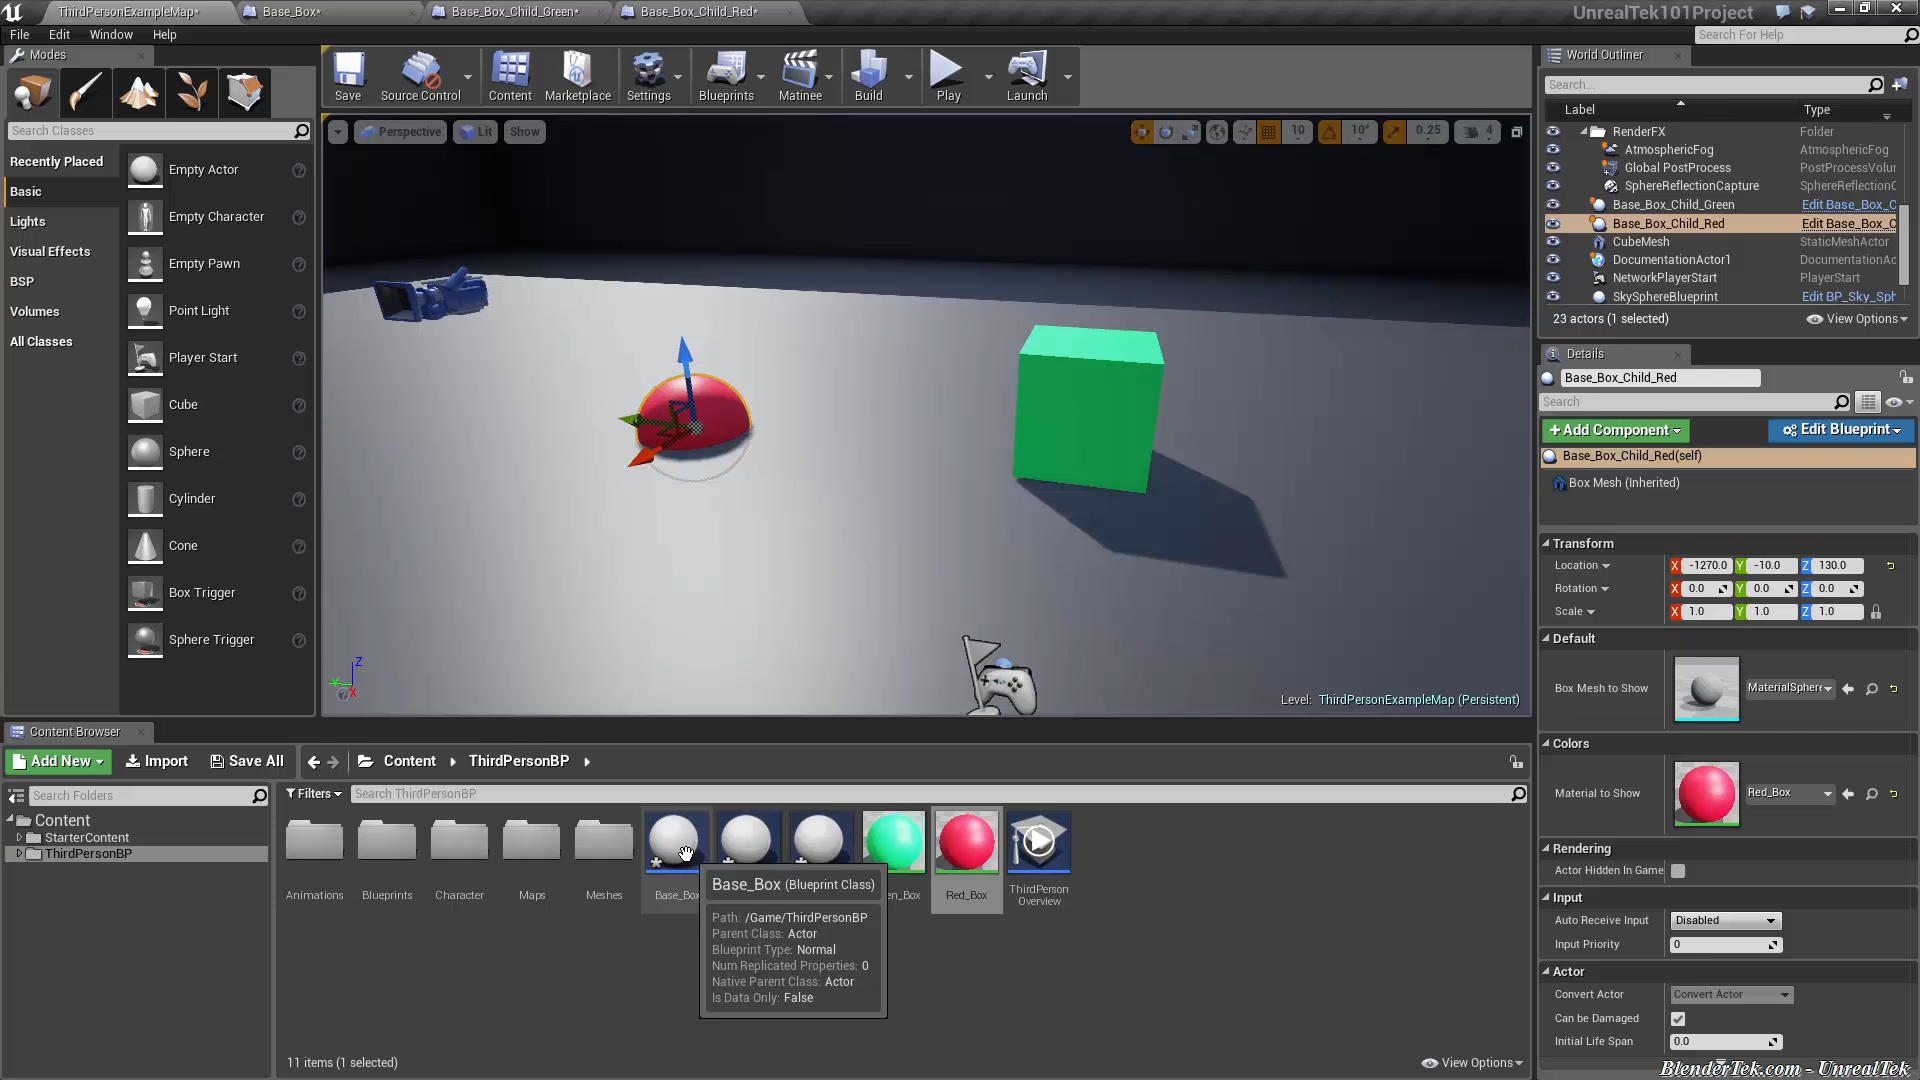 ThirdPersonExampleMap*
Base_Box*
Base_Box_Child_Green*
Base_Box_Child_Red*
UnrealTek101Project
File Edit Window Help
Search For Help
Modes
Save
Source Control
Content
Marketplace
Settings
Blueprints
Matinee
Build
Play
Launch
Search Classes
Recently Placed
Basic
Lights
Visual Effects
BSP
Volumes
All Classes
Empty Actor
Empty Character
Empty Pawn
Point Light
Player Start
Cube
Sphere
Cylinder
Cone
Box Trigger
Sphere Trigger
Perspective
Lit
Show
10
10°
0.25
4
Z
Y
X
Level: ThirdPersonExampleMap (Persistent)
World Outliner
Search...
Label Type
RenderFX Folder
AtmosphericFog AtmosphericFog
Global PostProcess PostProcessVolur
SphereReflectionCapture SphereReflectionC
Base_Box_Child_Green Edit Base_Box_C
Base_Box_Child_Red Edit Base_Box_C
CubeMesh StaticMeshActor
DocumentationActor1 DocumentationAc
NetworkPlayerStart PlayerStart
SkySphereBlueprint Edit BP_Sky_Sph
23 actors (1 selected)
View Options
Details
Base_Box_Child_Red
Search
+Add Component
Edit Blueprint
Base_Box_Child_Red(self)
Box Mesh (Inherited)
Transform
Location X -1270.0 Y -10.0 Z 130.0
Rotation X 0.0 Y 0.0 Z 0.0
Scale X 1.0 Y 1.0 Z 1.0
Default
Box Mesh to Show MaterialSphere
Colors
Material to Show Red_Box
Rendering
Actor Hidden In Game
Input
Auto Receive Input Disabled
Input Priority 0
Actor
Convert Actor Convert Actor
Can be Damaged
Initial Life Span 0.0
Content Browser
Add New
Import
Save All
Content
ThirdPersonBP
Search Folders
Filters
Search ThirdPersonBP
Content
StarterContent
ThirdPersonBP
Animations
Blueprints
Character
Maps
Meshes
Base_Box
en_Box
Red_Box
ThirdPerson
Overview
Base_Box (Blueprint Class)
Path: /Game/ThirdPersonBP
Parent Class: Actor
Blueprint Type: Normal
Num Replicated Properties: 0
Native Parent Class: Actor
Is Data Only: False
11 items (1 selected)
View Options
BlenderTek.com - UnrealTek